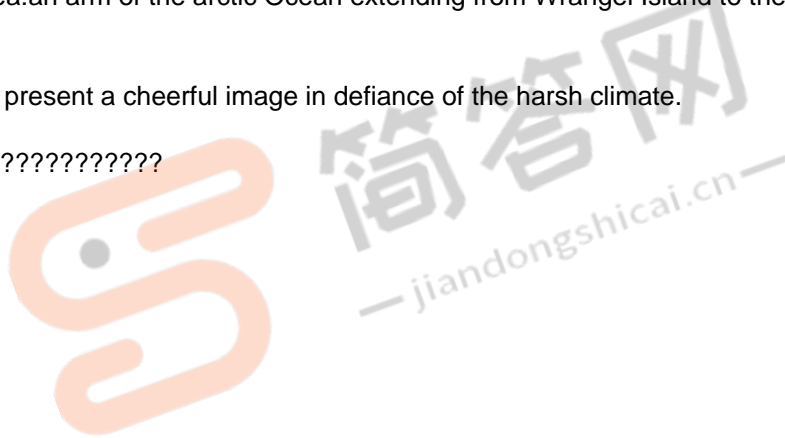 ea:an arm of the arctic Ocean extending from Wrangel Island to the
present a cheerful image in defiance of the harsh climate.
???????????
简答网
jiandongshicai.cn